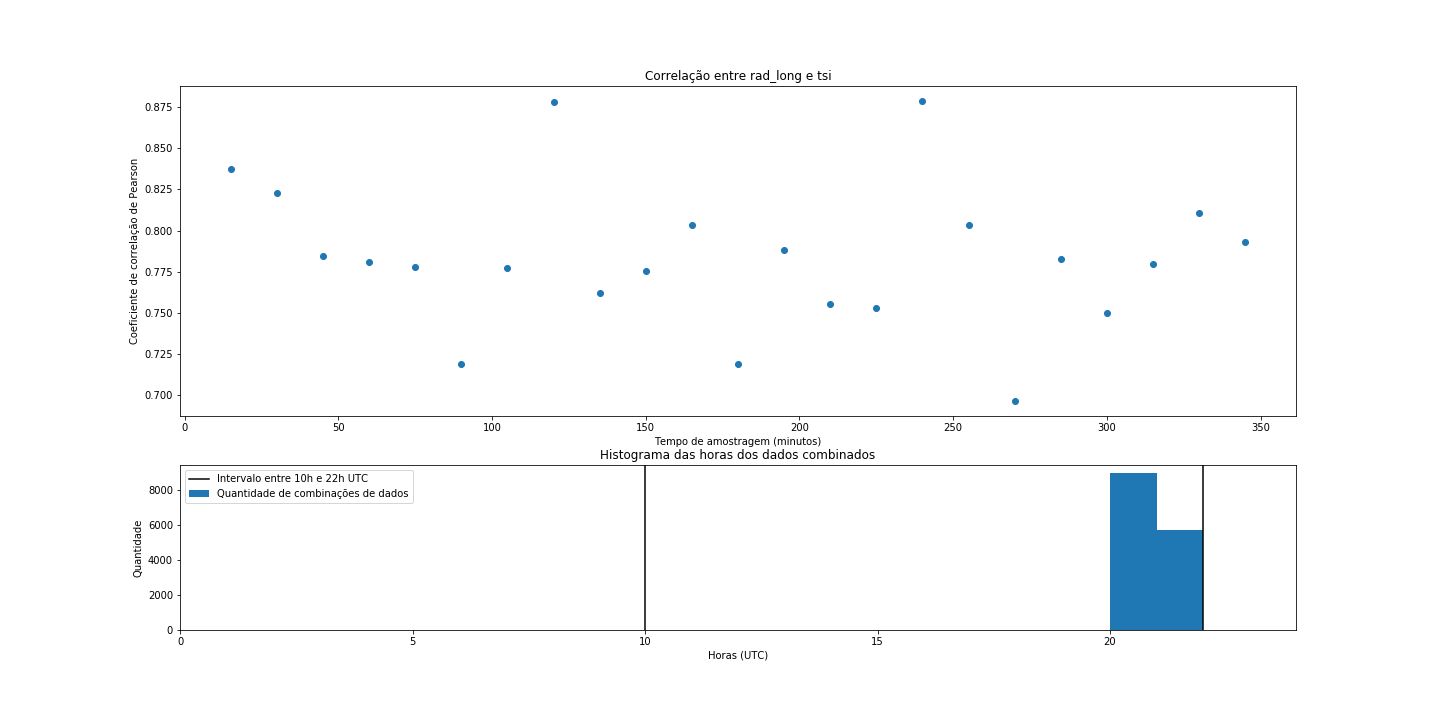 Correlação entre rad_long e tsi
Coeficiente de correlação de Pearson
0.875
0.850
0.825
0.800
0.775
0.750
0.725
0.700
0 50 100 150 200 250 300 350
Tempo de amostragem (minutos)
Histograma das horas dos dados combinados
Intervalo entre 10h e 22h UTC
Quantidade de combinações de dados
Quantidade
8000
6000
4000
2000
0
0 5 10 15 20
Horas (UTC)